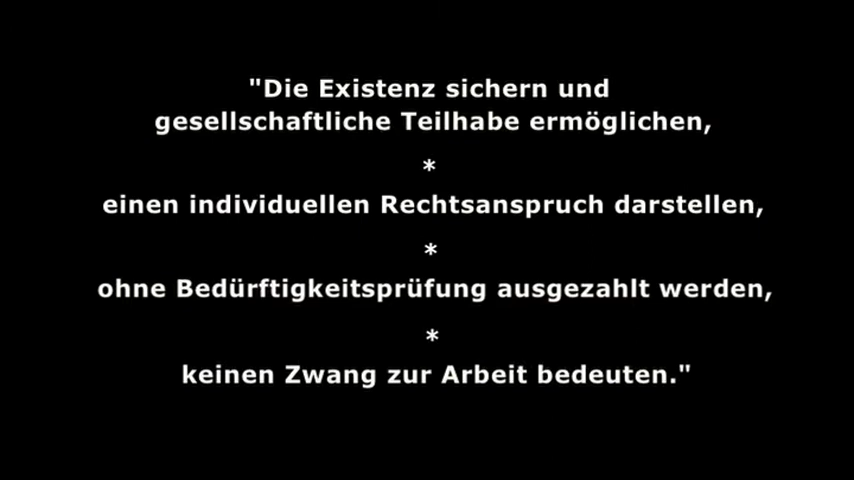 "Die Existenz sichern und
gesellschaftliche Teilhabe ermöglichen,
*
einen individuellen Rechtsanspruch darstellen,
*
ohne Bedürftigkeitsprüfung ausgezahlt werden,
*
keinen Zwang zur Arbeit bedeuten."